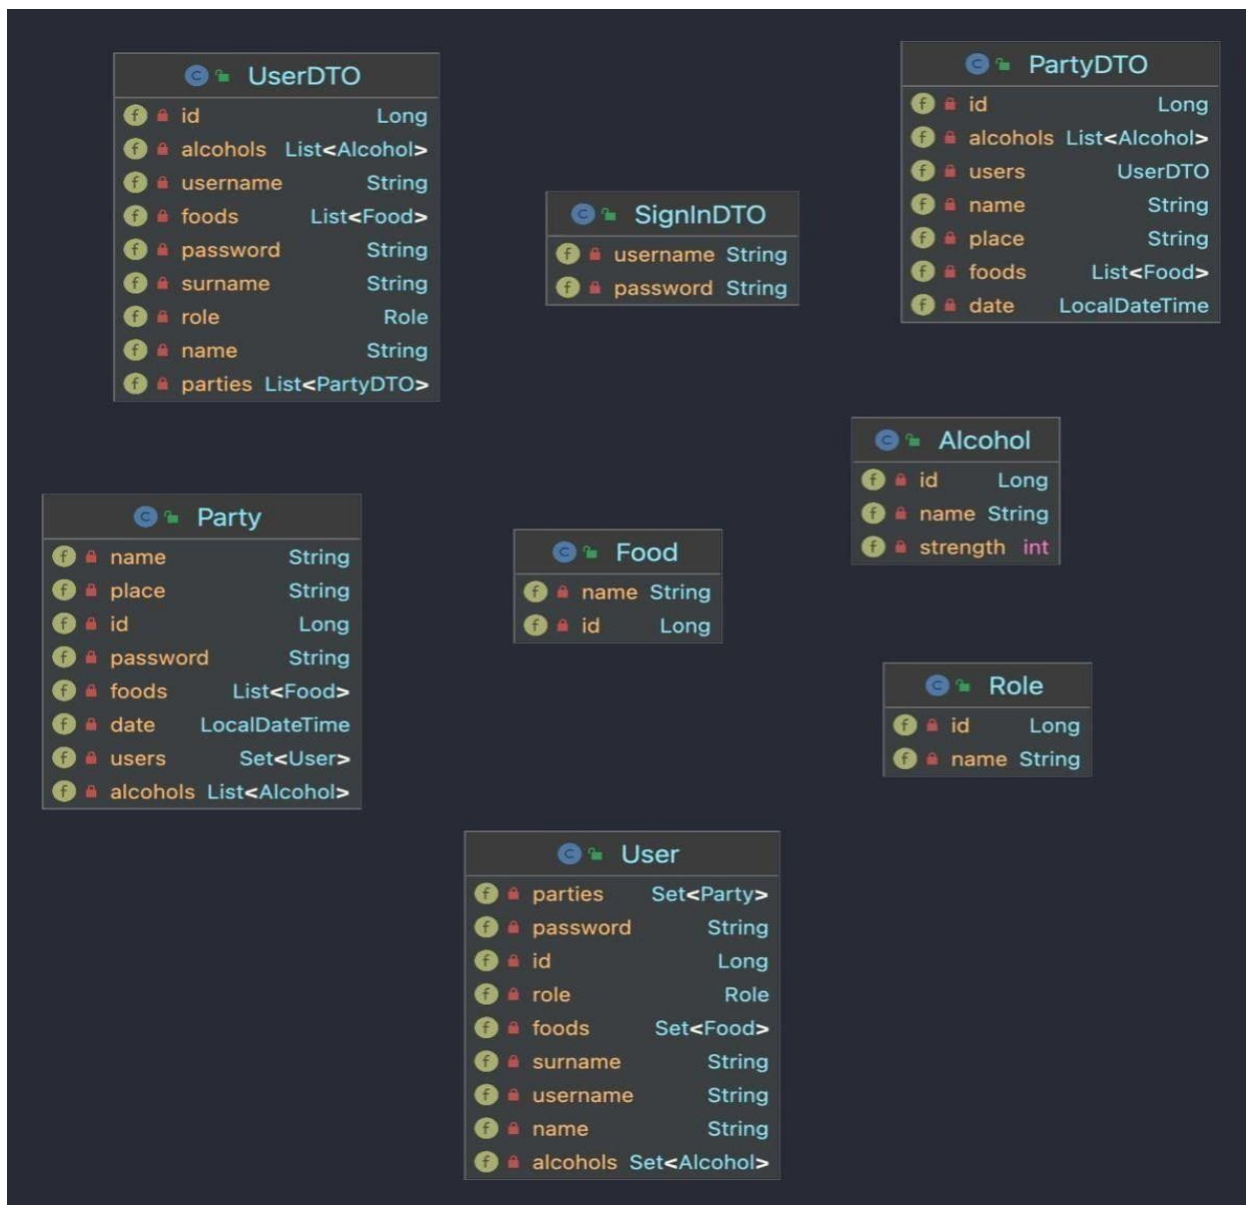 UserDTO
id Long
alcohols List<Alcohol>
username String
foods List<Food>
password String
surname String
role Role
name String
parties List<PartyDTO>
SignInDTO
username String
password String
PartyDTO
id Long
alcohols List<Alcohol>
users UserDTO
name String
place String
foods List<Food>
date LocalDateTime
Alcohol
id Long
name String
strength int
Party
name String
place String
id Long
password String
foods List<Food>
date LocalDateTime
users Set<User>
alcohols List<Alcohol>
Food
name String
id Long
Role
id Long
name String
User
parties Set<Party>
password String
id Long
role Role
foods Set<Food>
surname String
username String
name String
alcohols Set<Alcohol>